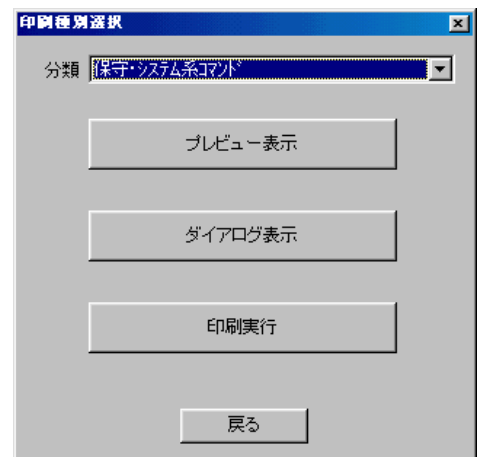 印刷種別選択
分類 保守・ｼｽﾃﾑ系ｺﾏﾝﾄﾞ
プレビュー表示
ダイアログ表示
印刷実行
戻る